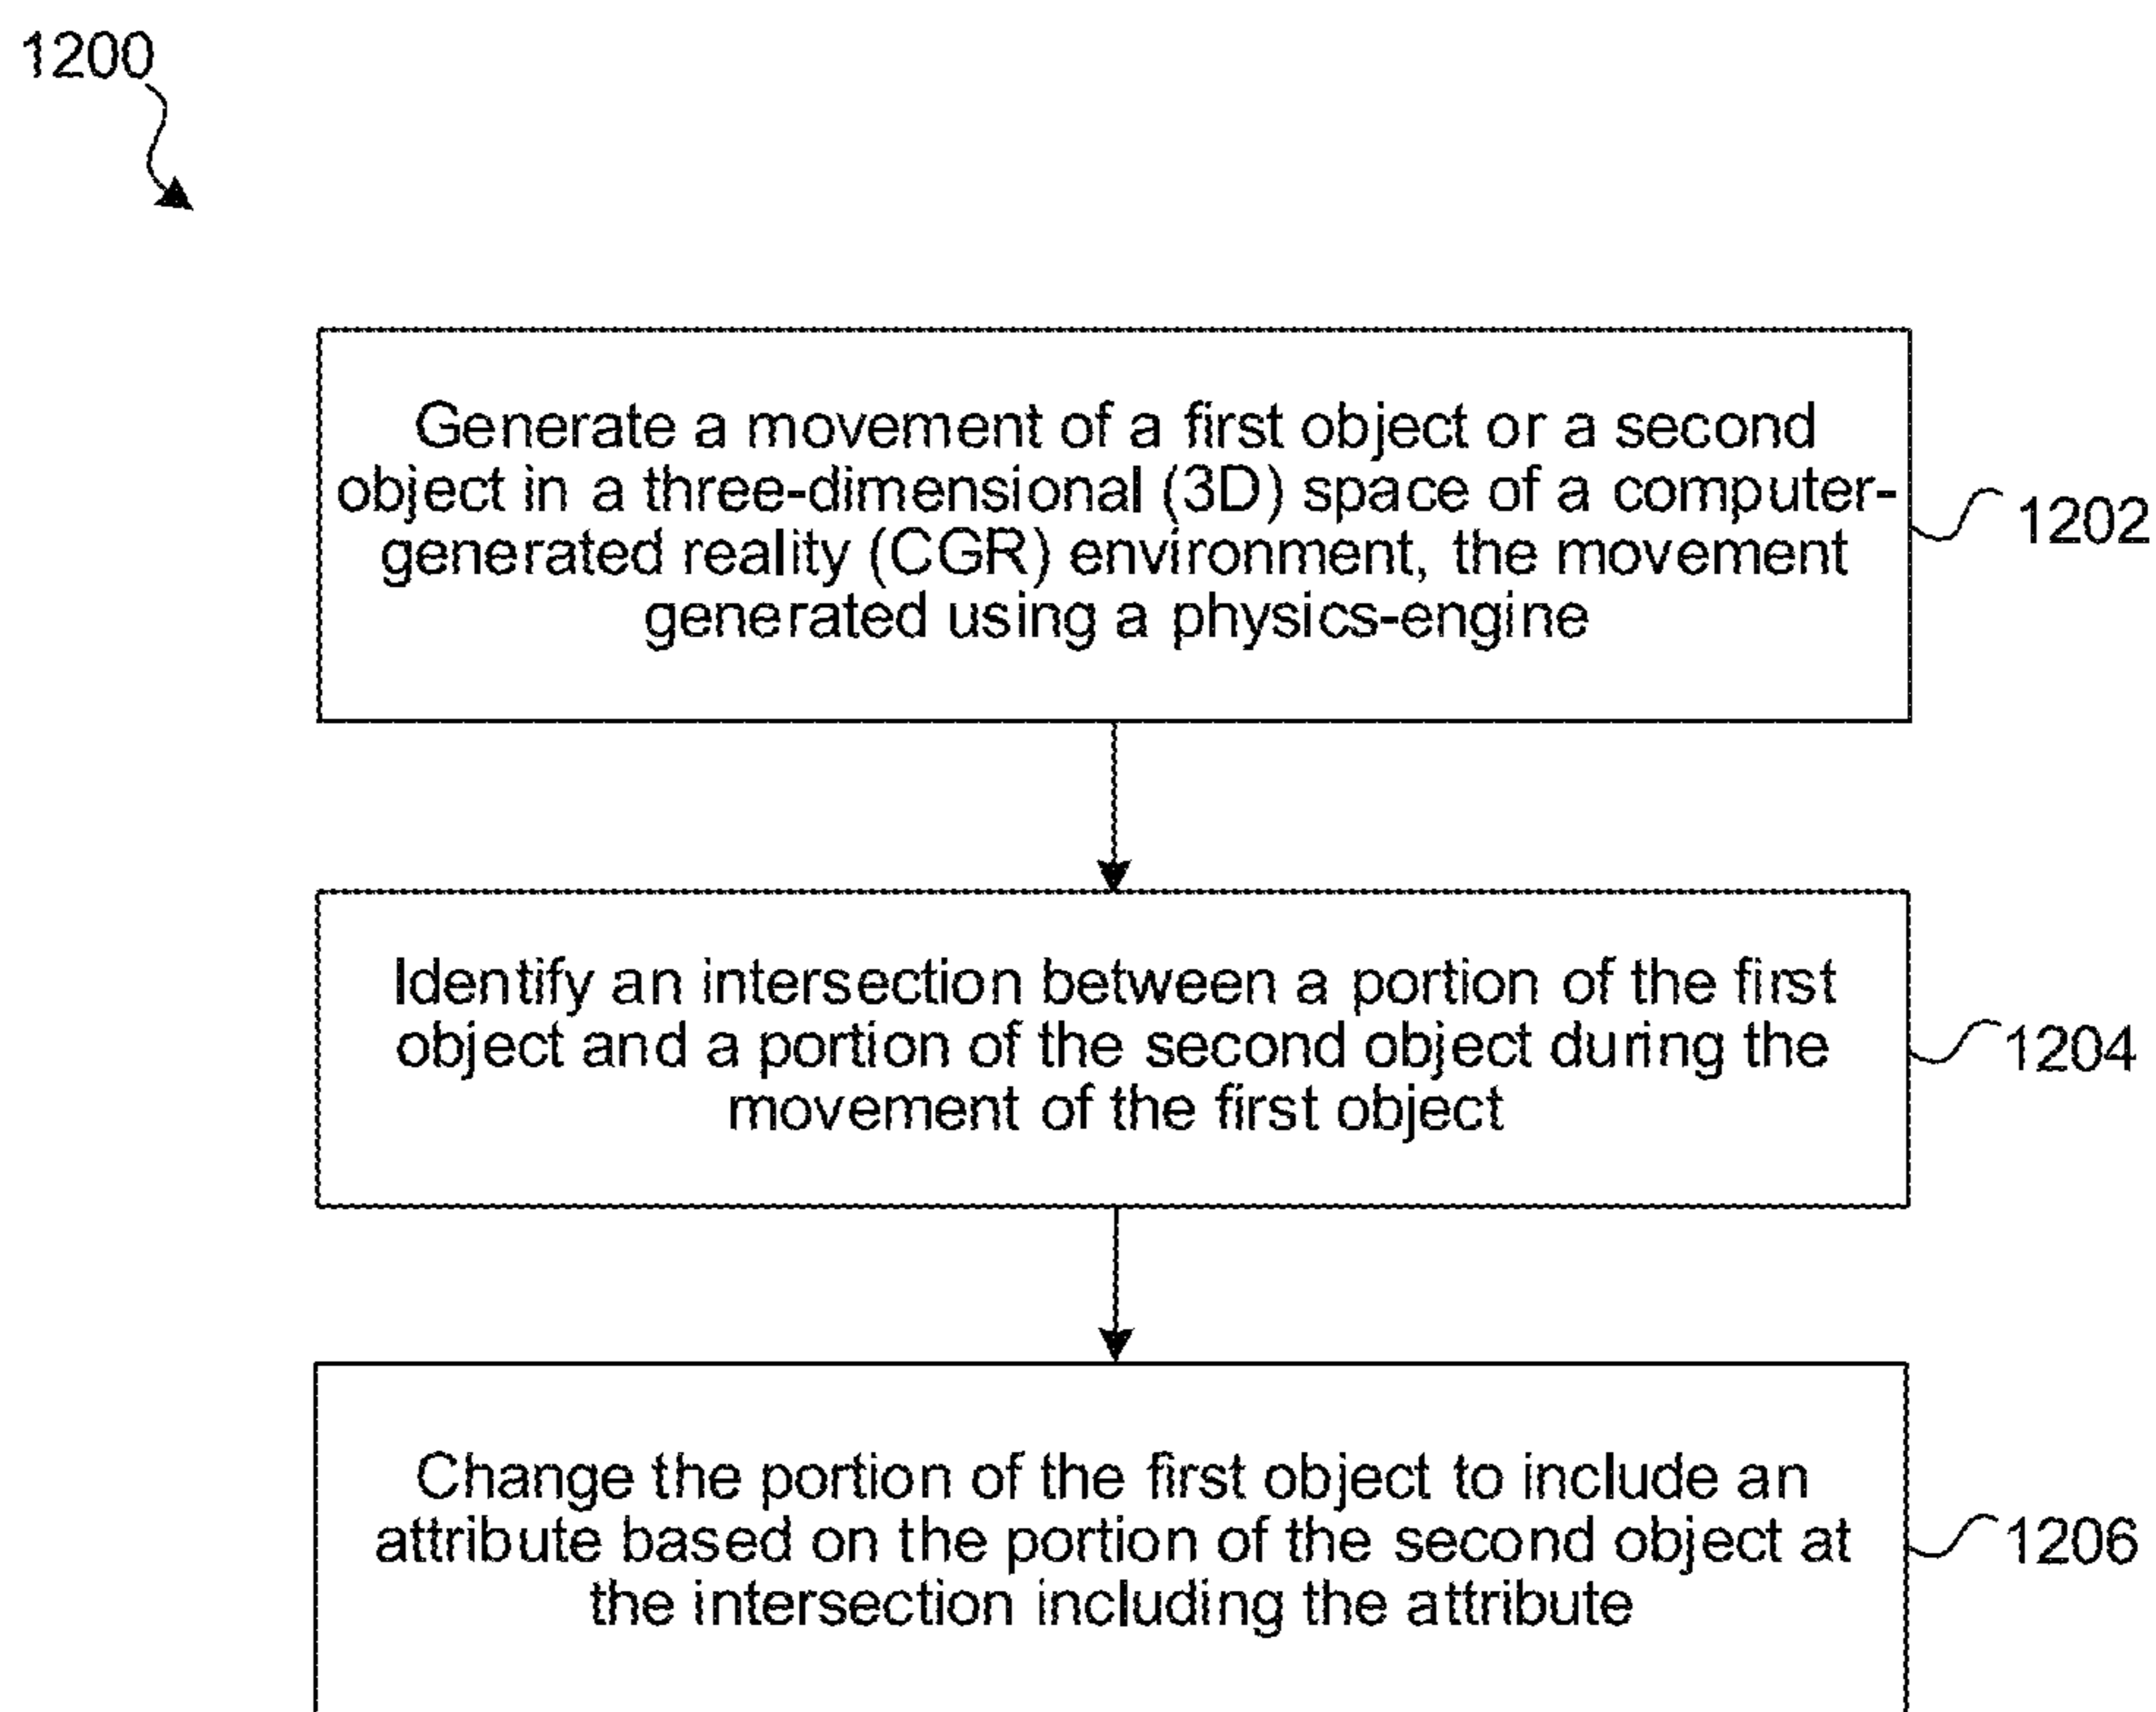 1200
Generate a movement of a first object or a second
object in a three-dimensional (3D) space of a computer-
generated reality (CGR) environment, the movement
generated using a physics-engine
1202
Identify an intersection between a portion of the first
object and a portion of the second object during the
movement of the first object
1204
Change the portion of the first object to include an
attribute based on the portion of the second object at
the intersection including the attribute
1206